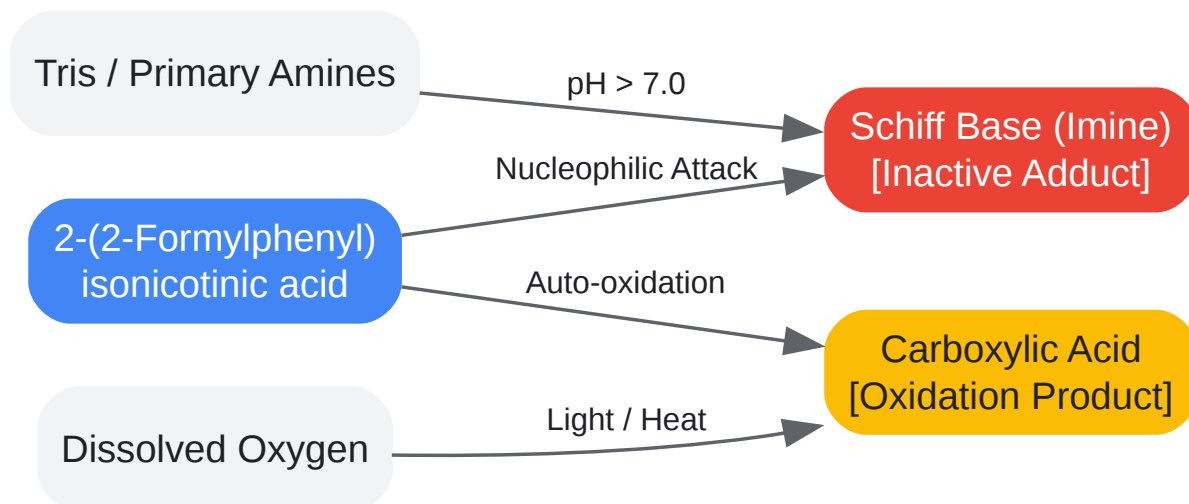 Tris / Primary Amines
pH > 7.0
Schiff Base (Imine)
[Inactive Adduct]
Nucleophilic Attack
2-(2-Formylphenyl)
isonicotinic acid
Auto-oxidation
Carboxylic Acid
[Oxidation Product]
Light / Heat
Dissolved Oxygen